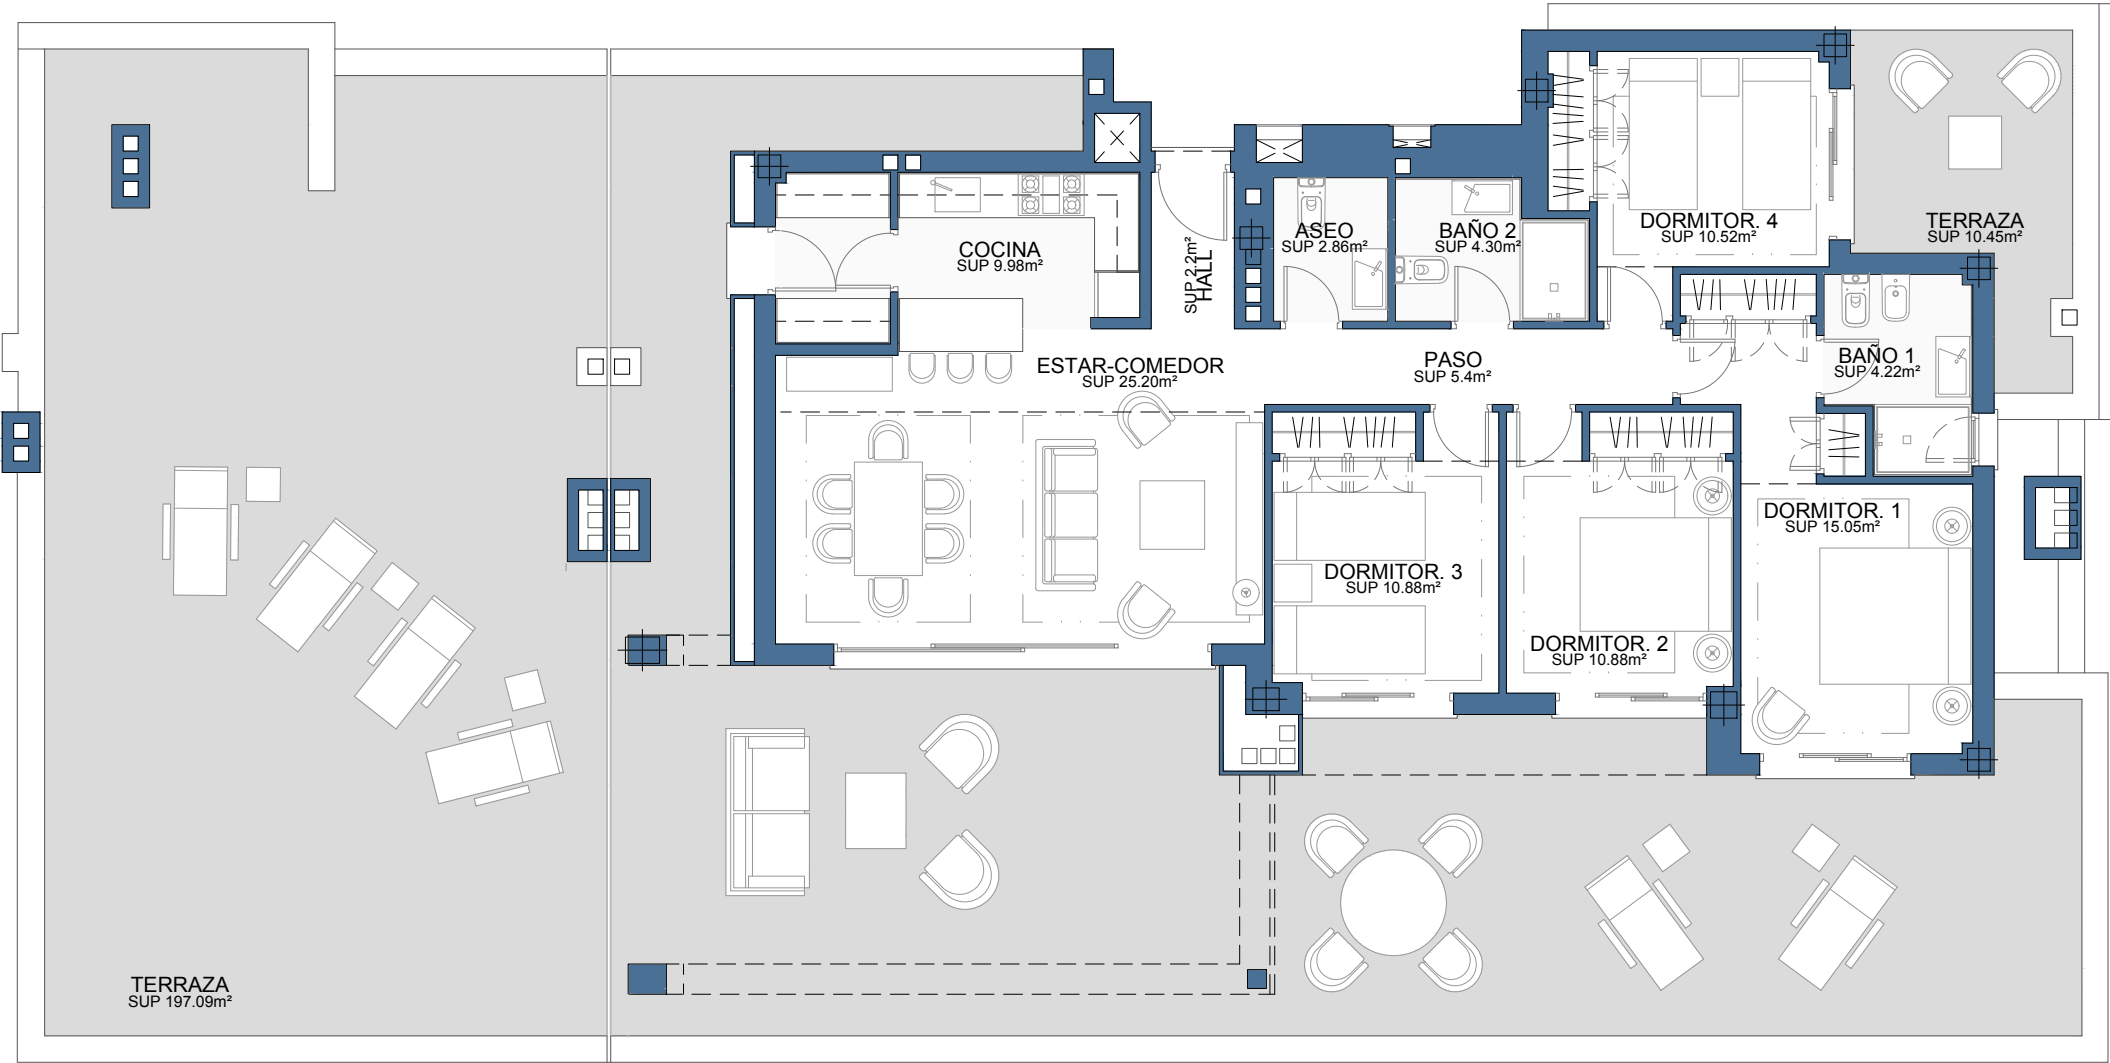 DORMITOR. 4
SUP 10.52m²
TERRAZA
SUP 10.45m²
COCINA
SUP 9.98m²
HALL
SUP 2.2m²
ASEO
SUP 2.86m²
BAÑO 2
SUP 4.30m²
ESTAR-COMEDOR
SUP 25.20m²
PASO
SUP 5.4m²
BAÑO 1
SUP 4.22m²
DORMITOR. 1
SUP 15.05m²
DORMITOR. 3
SUP 10.88m²
DORMITOR. 2
SUP 10.88m²
TERRAZA
SUP 197.09m²